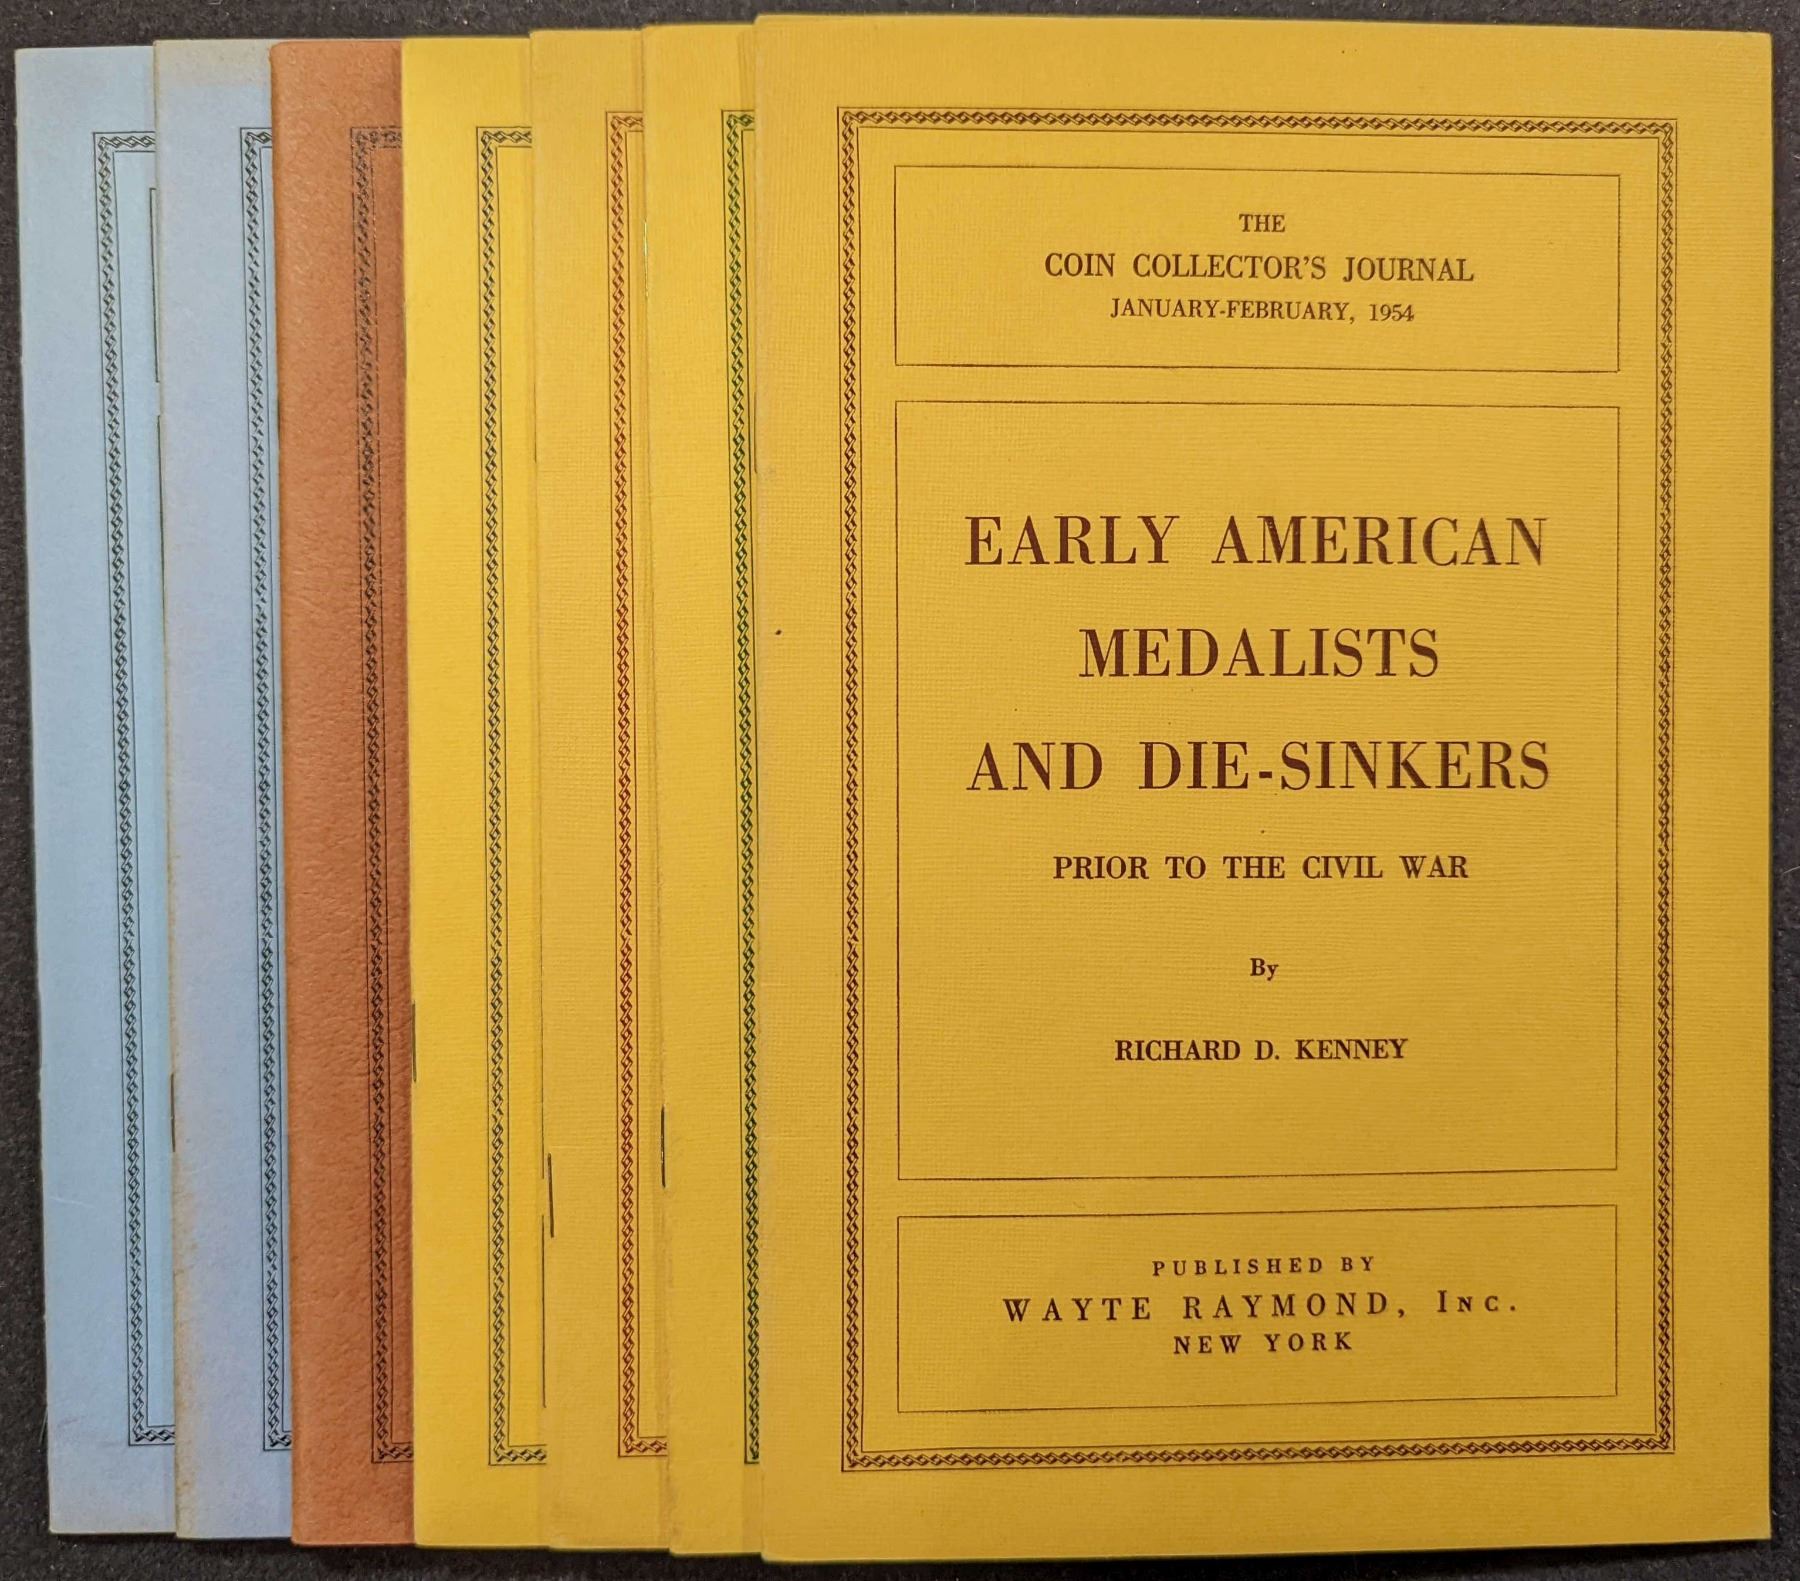 THE
COIN COLLECTOR'S JOURNAL
JANUARY-FEBRUARY, 1954
EARLY AMERICAN
MEDALISTS
AND DIE-SINKERS
PRIOR TO THE CIVIL WAR
By
RICHARD D. KENNEY
PUBLISHED BY
WAYTE RAYMOND, INC.
NEW YORK